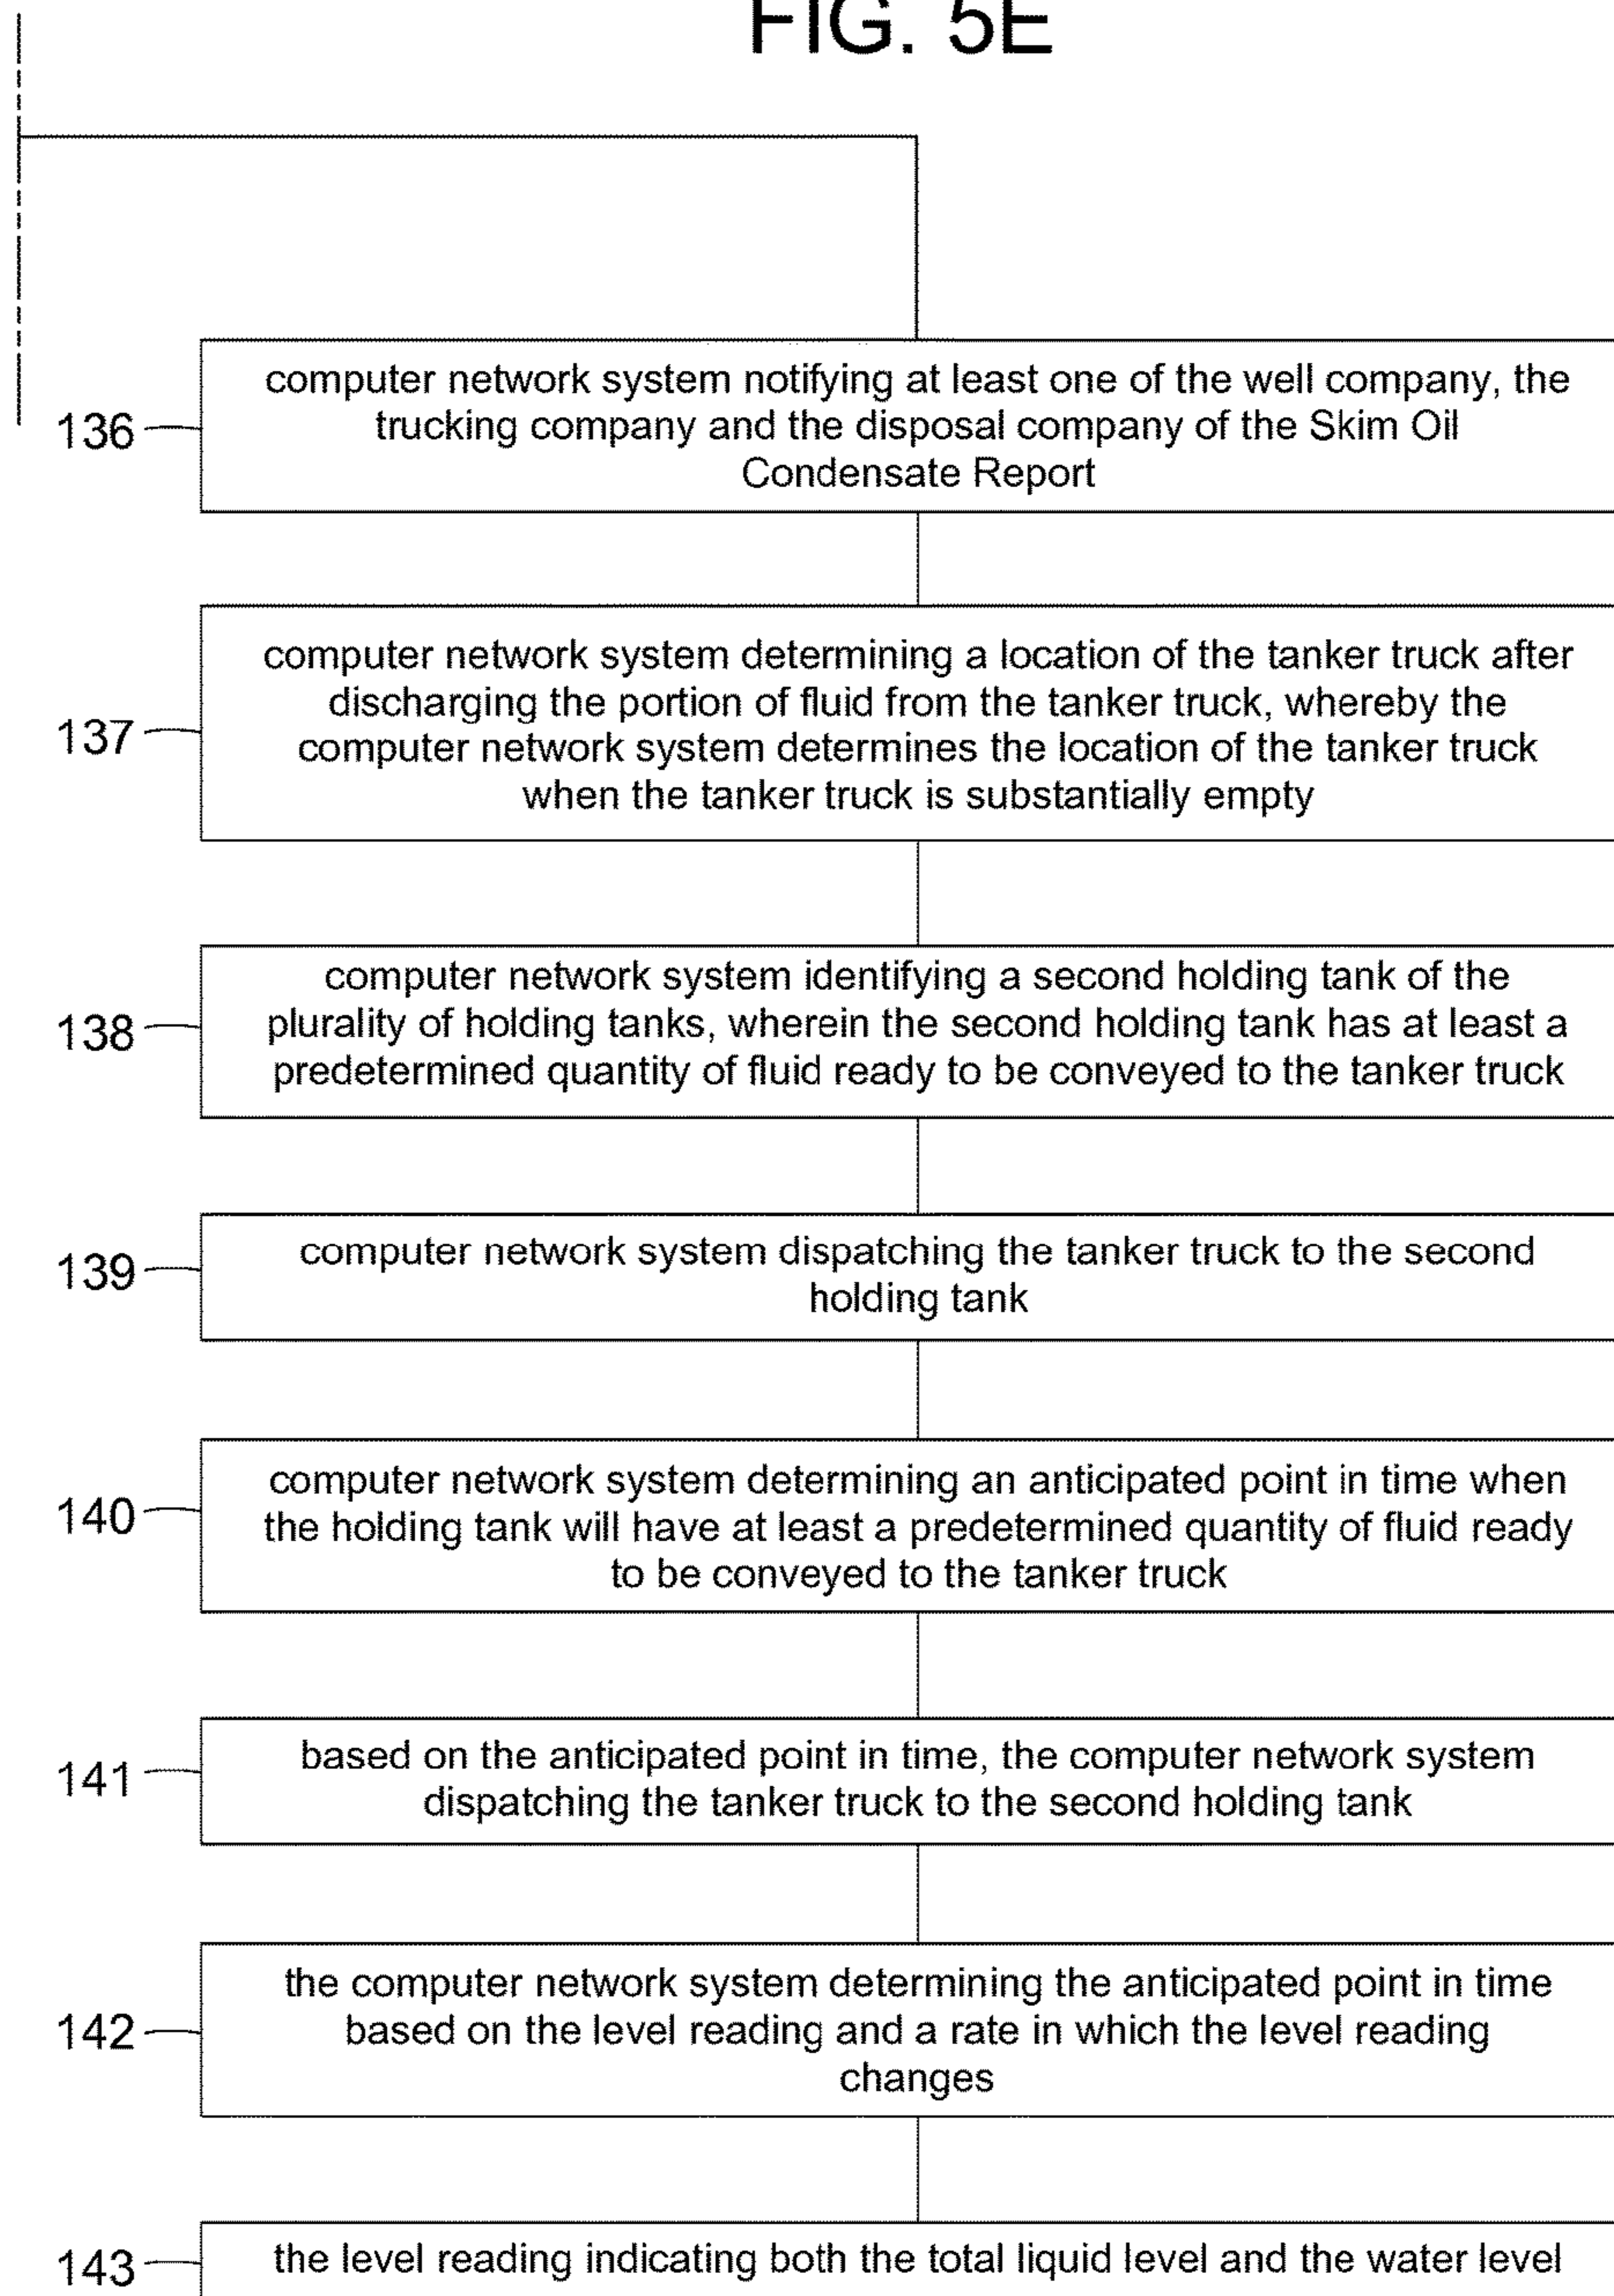 FIG. 5E
computer network system notifying at least one of the well company, the
trucking company and the disposal company of the Skim Oil
Condensate Report
136
computer network system determining a location of the tanker truck after
discharging the portion of fluid from the tanker truck, whereby the
computer network system determines the location of the tanker truck
when the tanker truck is substantially empty
137
computer network system identifying a second holding tank of the
plurality of holding tanks, wherein the second holding tank has at least a
predetermined quantity of fluid ready to be conveyed to the tanker truck
138
computer network system dispatching the tanker truck to the second
holding tank
139
computer network system determining an anticipated point in time when
the holding tank will have at least a predetermined quantity of fluid ready
to be conveyed to the tanker truck
140
based on the anticipated point in time, the computer network system
dispatching the tanker truck to the second holding tank
141
the computer network system determining the anticipated point in time
based on the level reading and a rate in which the level reading
changes
142
the level reading indicating both the total liquid level and the water level
143